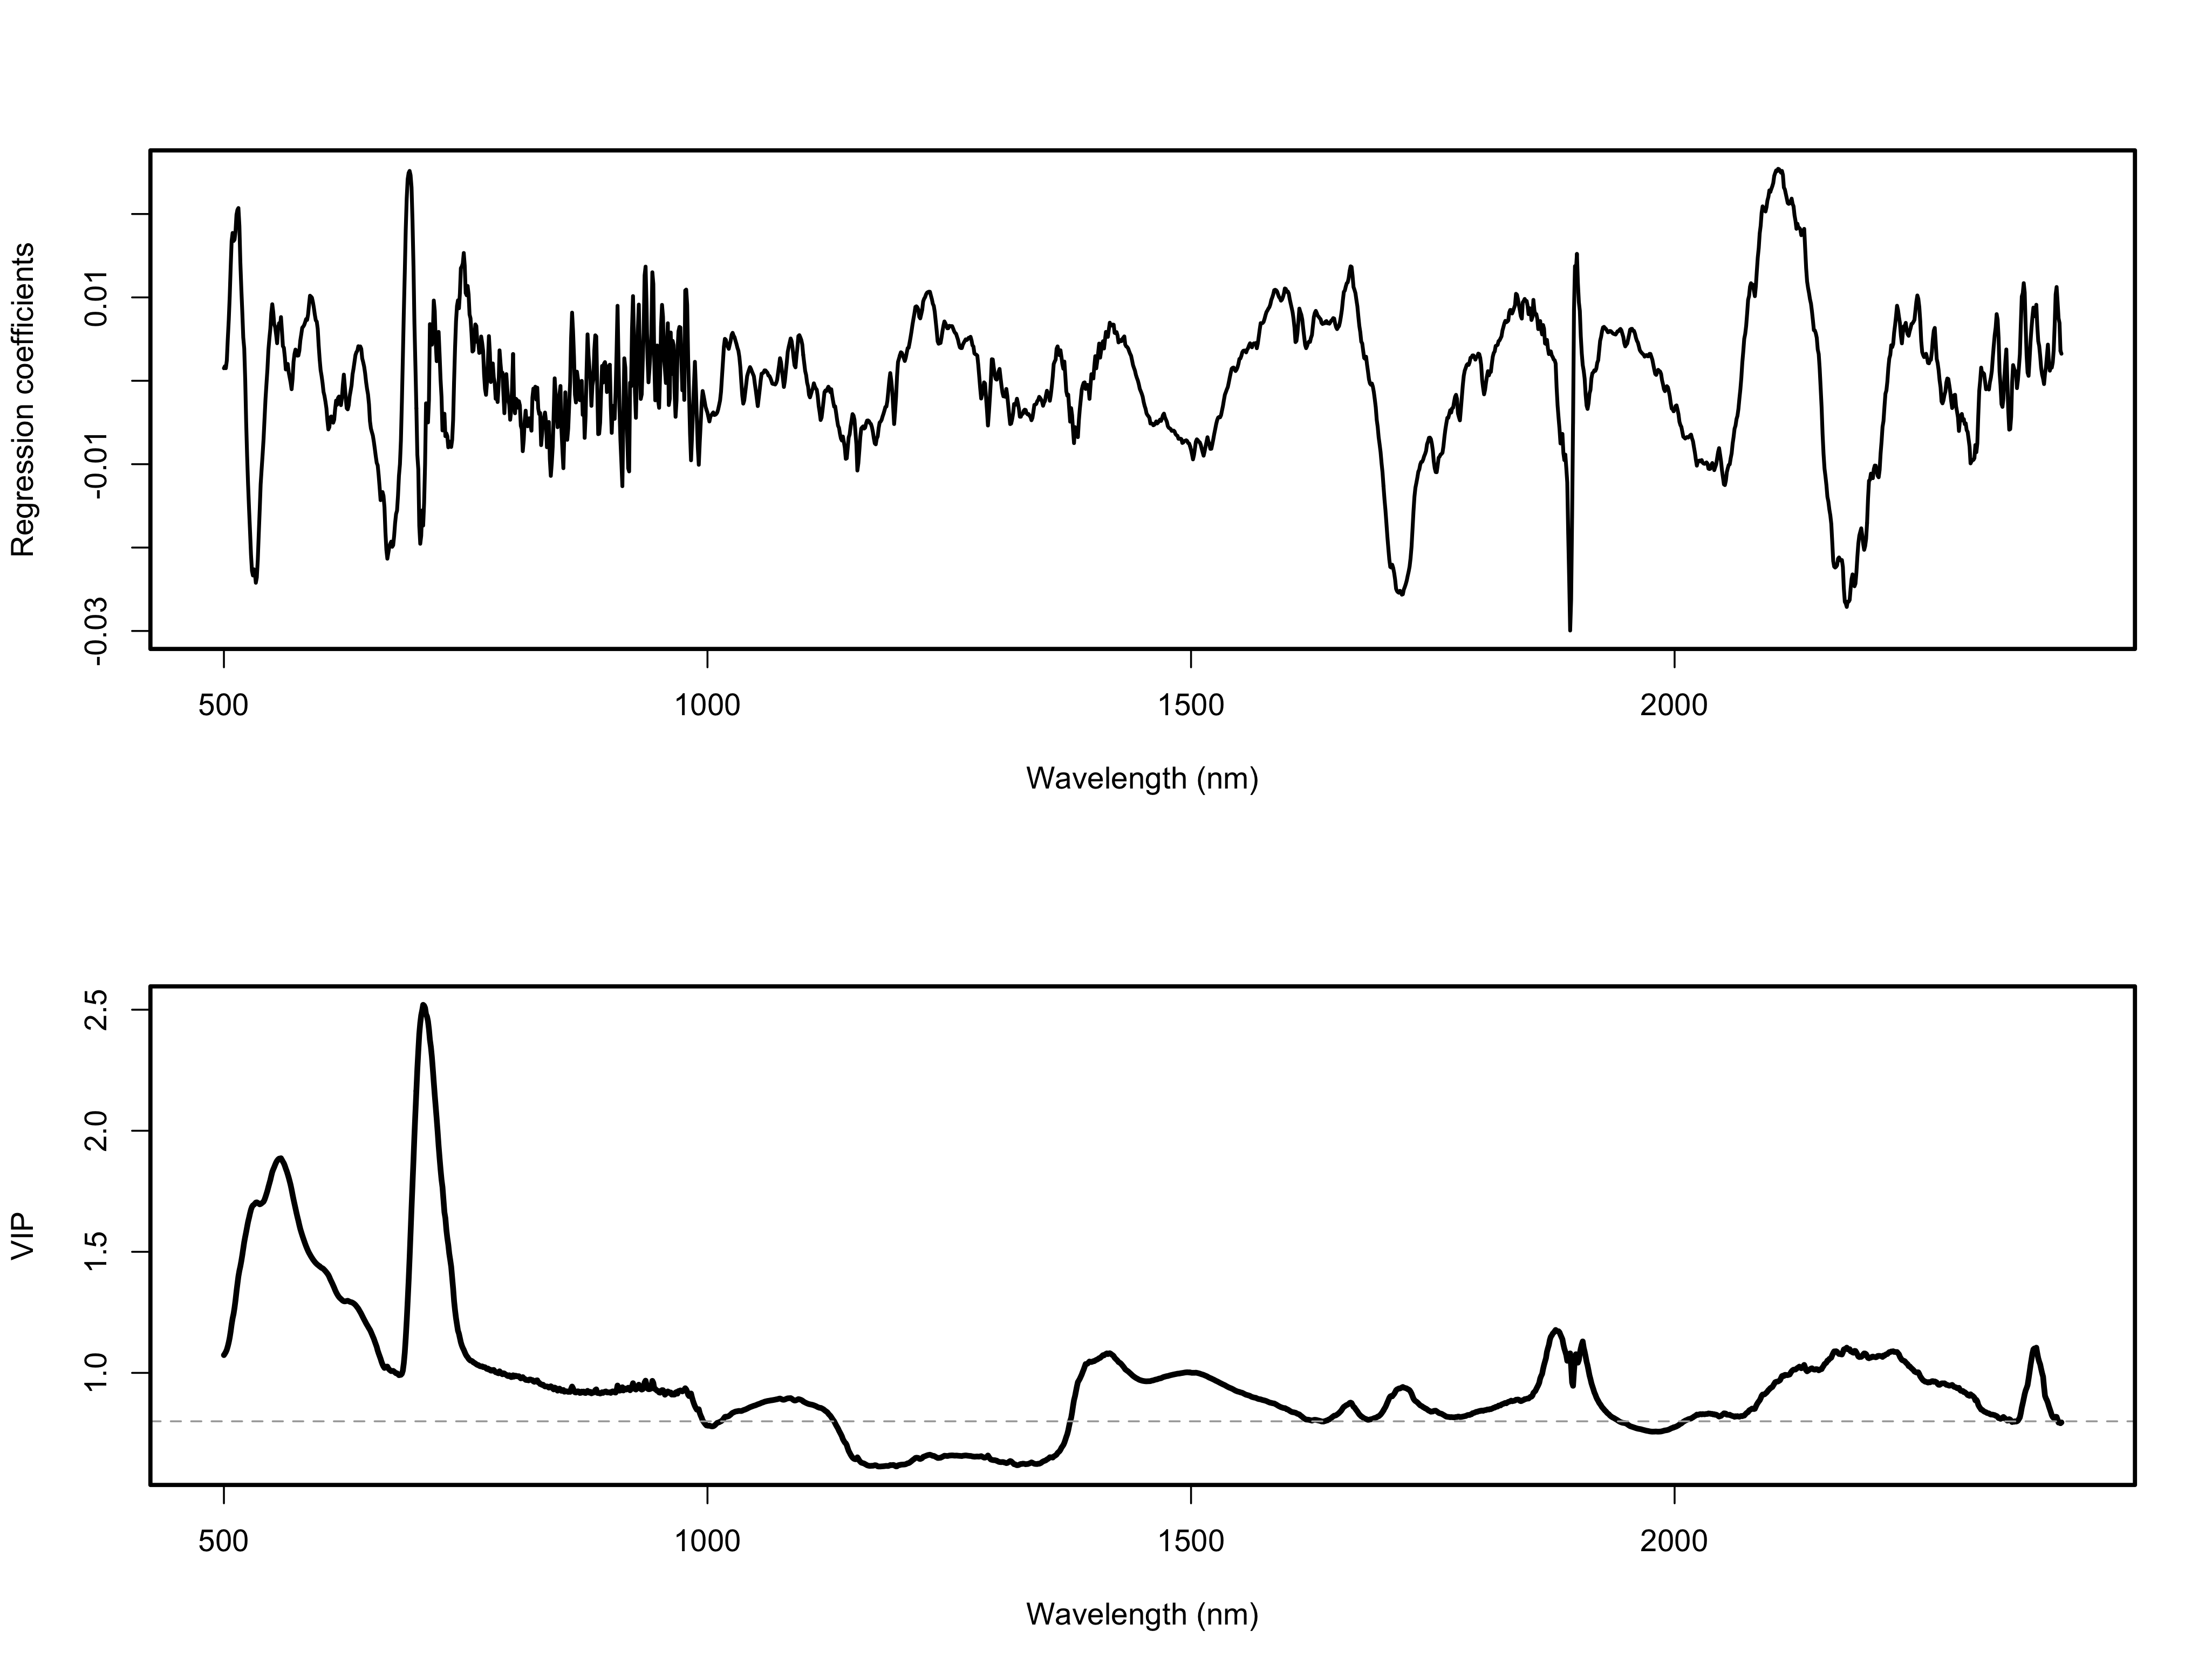 Regression coefficients
0.01
-0.01
-0.03
500 1000 1500 2000
Wavelength (nm)
VIP
2.5
2.0
1.5
1.0
500 1000 1500 2000
Wavelength (nm)